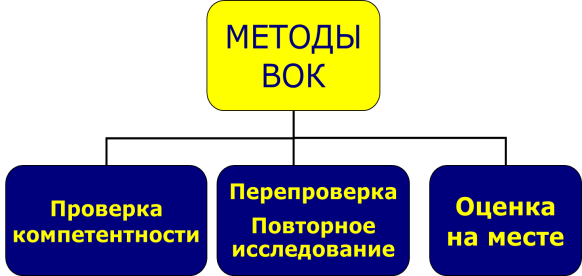 МЕТОДЫ
ВОК
Проверка
компетентности
Перепроверка
Повторное
исследование
Оценка
на месте